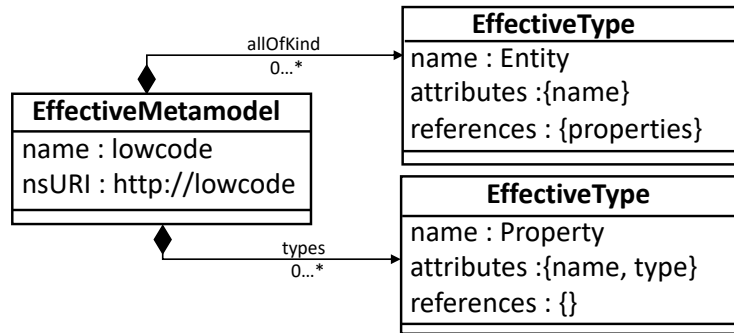 EffectiveType
name : Entity
attributes :{name}
references : {properties}
allOfKind
0...*
EffectiveMetamodel
name : lowcode
nsURI : http://lowcode
EffectiveType
name : Property
attributes :{name, type}
references : {}
types
0...*